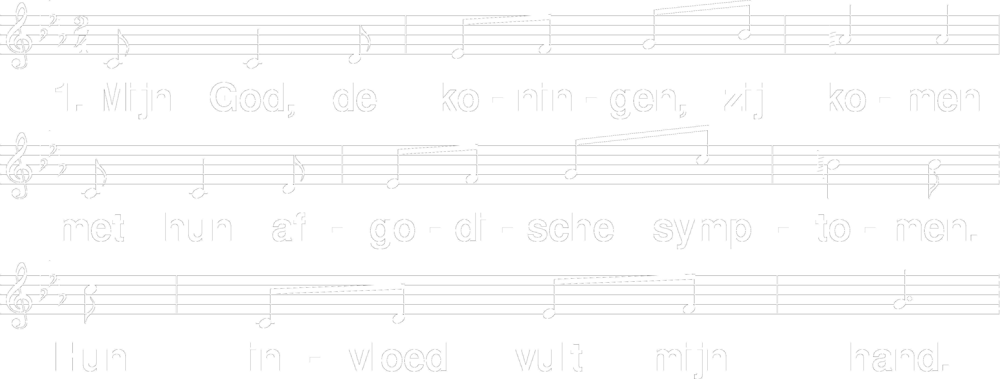 1. Mijn God, de ko - nin - gen, zij ko - men
met hun af - go - di - sche symp - to - men.
Hun in - vloed vult mijn hand.